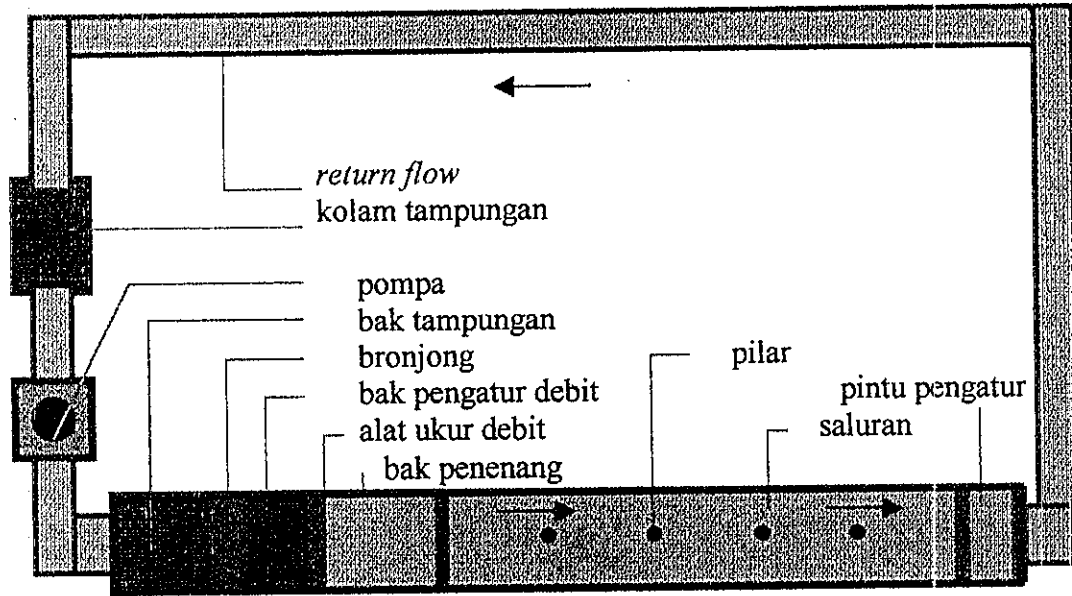 return flow
kolam tampungan
pompa
bak tampungan
bronjong
bak pengatur debit
alat ukur debit
bak penenang
pilar
pintu pengatur
saluran